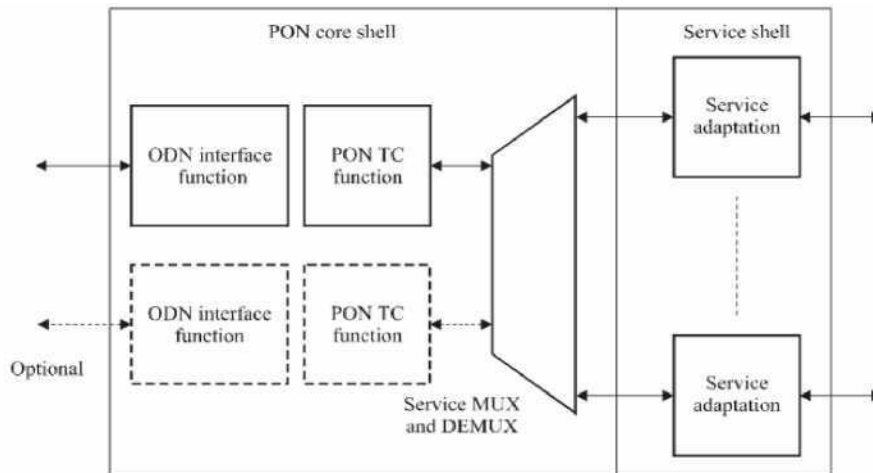 PON core shell
Service shell
ODN interface
function
PON TC
function
Service
adaptation
ODN interface
function
PON TC
function
Optional
Service MUX
and DEMUX
Service
adaptation